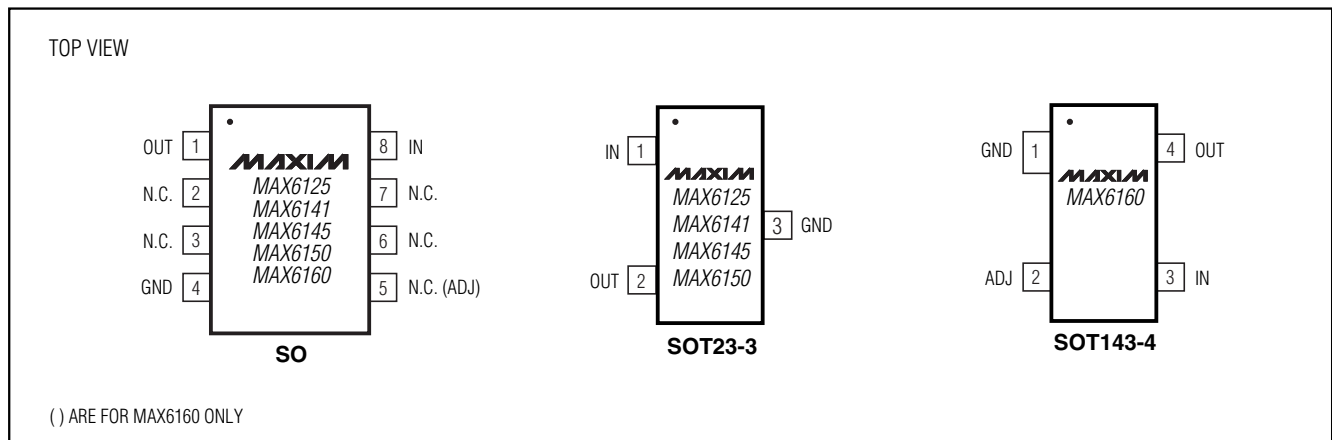 TOP VIEW
OUT 1
N.C. 2
N.C. 3
GND 4
MAXIM
MAX6125
MAX6141
MAX6145
MAX6150
MAX6160
8 IN
7 N.C.
6 N.C.
5 N.C. (ADJ)
SO
IN 1
OUT 2
MAXIM
MAX6125
MAX6141
MAX6145
MAX6150
3 GND
SOT23-3
GND 1
ADJ 2
MAXIM
MAX6160
4 OUT
3 IN
SOT143-4
( ) ARE FOR MAX6160 ONLY